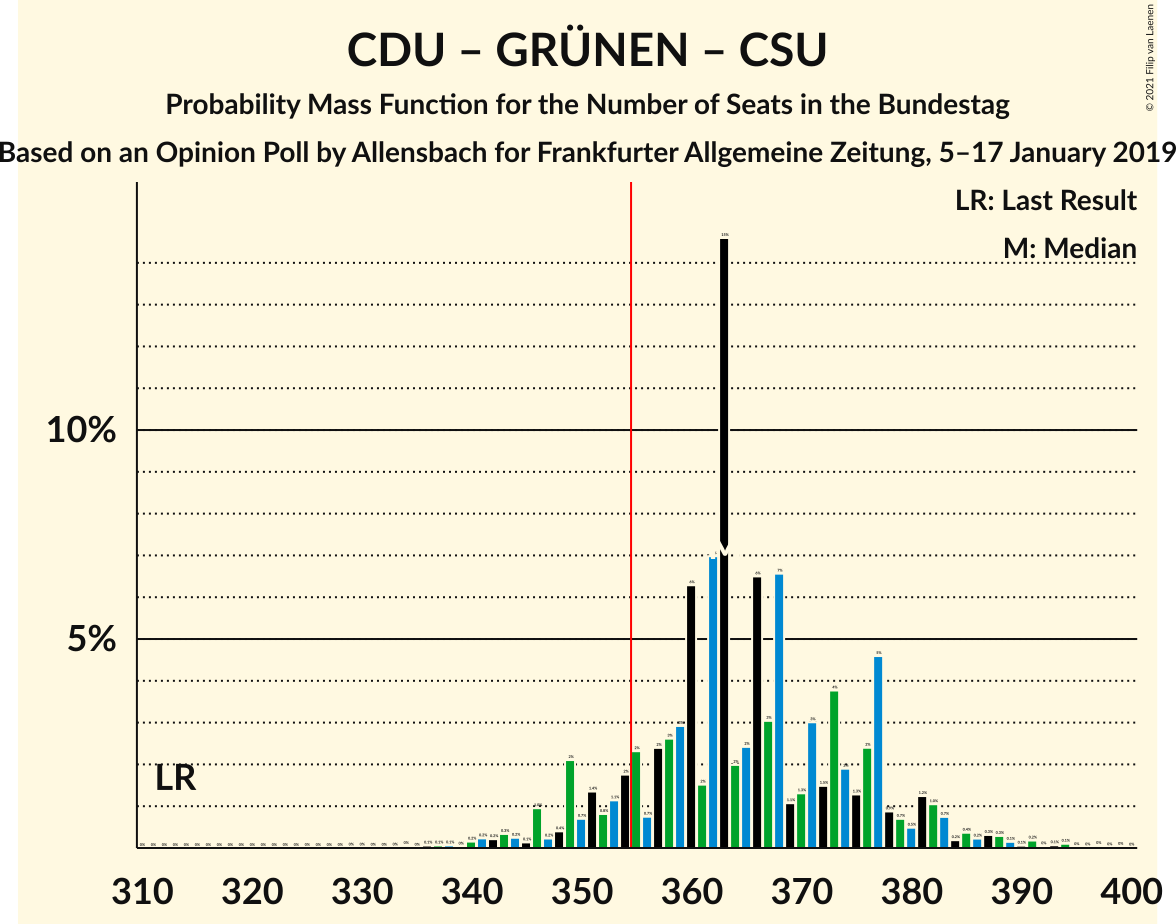 CDU – GRÜNEN – CSU
Probability Mass Function for the Number of Seats in the Bundestag
Based on an Opinion Poll by Allensbach for Frankfurter Allgemeine Zeitung, 5–17 January 2019
© 2021 Filip van Laenen
LR: Last Result
M: Median
10%
5%
LR
310 320 330 340 350 360 370 380 390 400